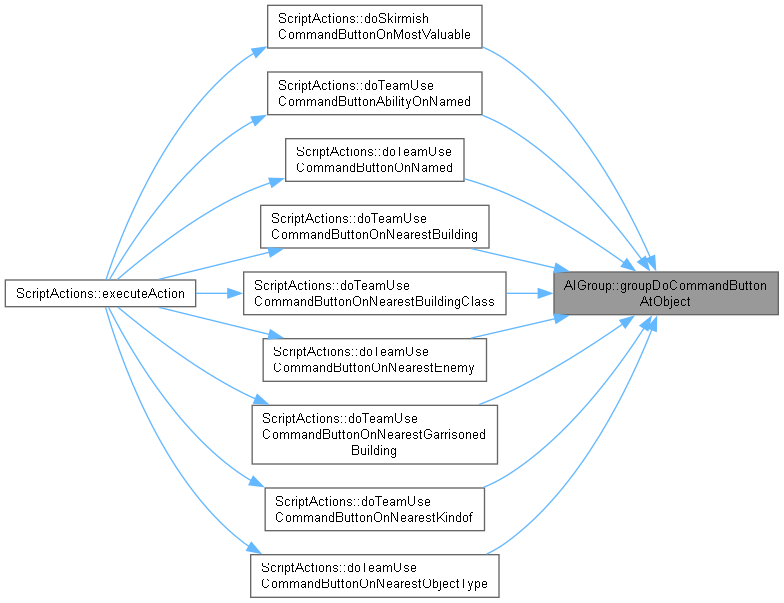 ScriptActions::doSkirmish
CommandButtonOnMostValuable
ScriptActions::doTeamUse
CommandButtonAbilityOnNamed
ScriptActions::doTeamUse
CommandButtonOnNamed
ScriptActions::doTeamUse
CommandButtonOnNearestBuilding
ScriptActions::executeAction
ScriptActions::doTeamUse
CommandButtonOnNearestBuildingClass
AIGroup::groupDoCommandButton
AtObject
ScriptActions::doTeamUse
CommandButtonOnNearestEnemy
ScriptActions::doTeamUse
CommandButtonOnNearestGarrisoned
Building
ScriptActions::doTeamUse
CommandButtonOnNearestKindof
ScriptActions::doTeamUse
CommandButtonOnNearestObjectType